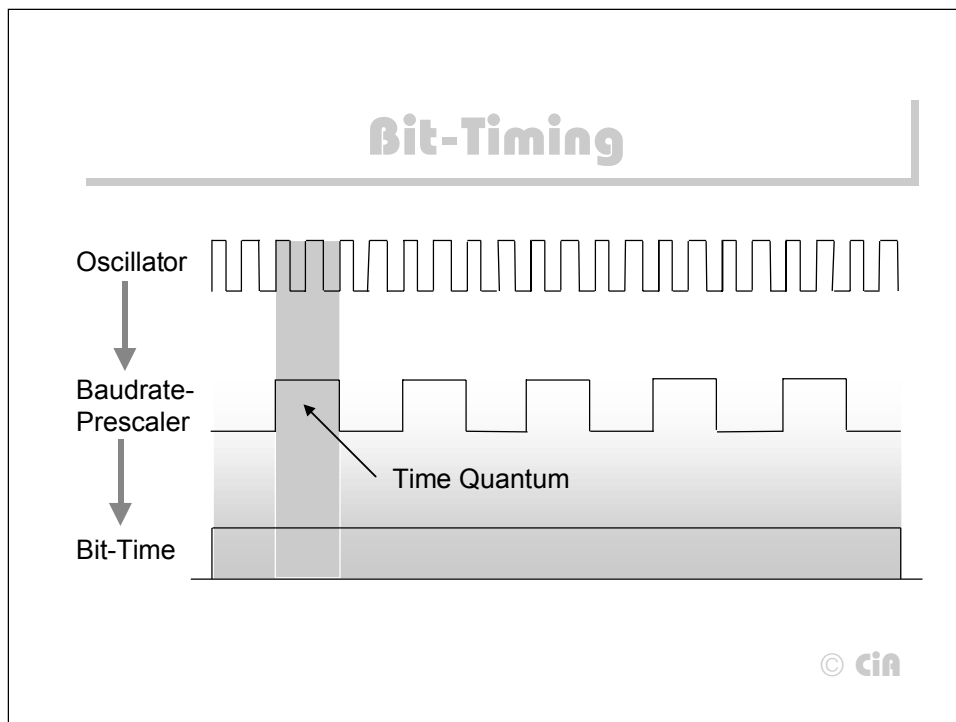 Bit-Timing
Oscillator
Baudrate-
Prescaler
Time Quantum
Bit-Time
© CiA